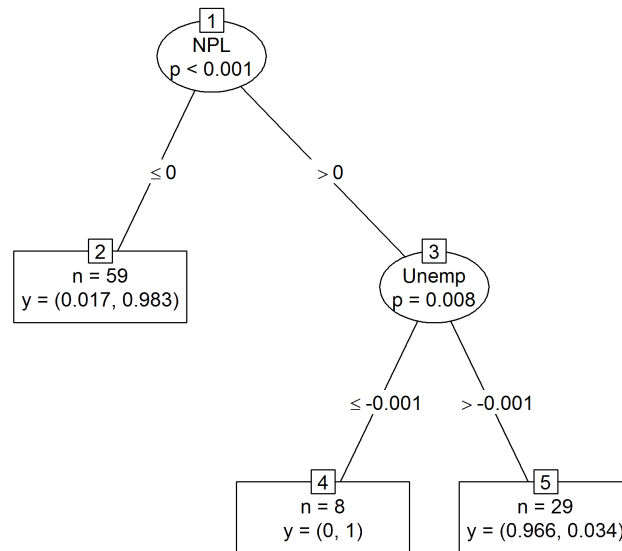 1
NPL
p < 0.001
≤ 0
> 0
2
n = 59
y = (0.017, 0.983)
3
Unemp
p = 0.008
≤ -0.001
> -0.001
4
n = 8
y = (0, 1)
5
n = 29
y = (0.966, 0.034)